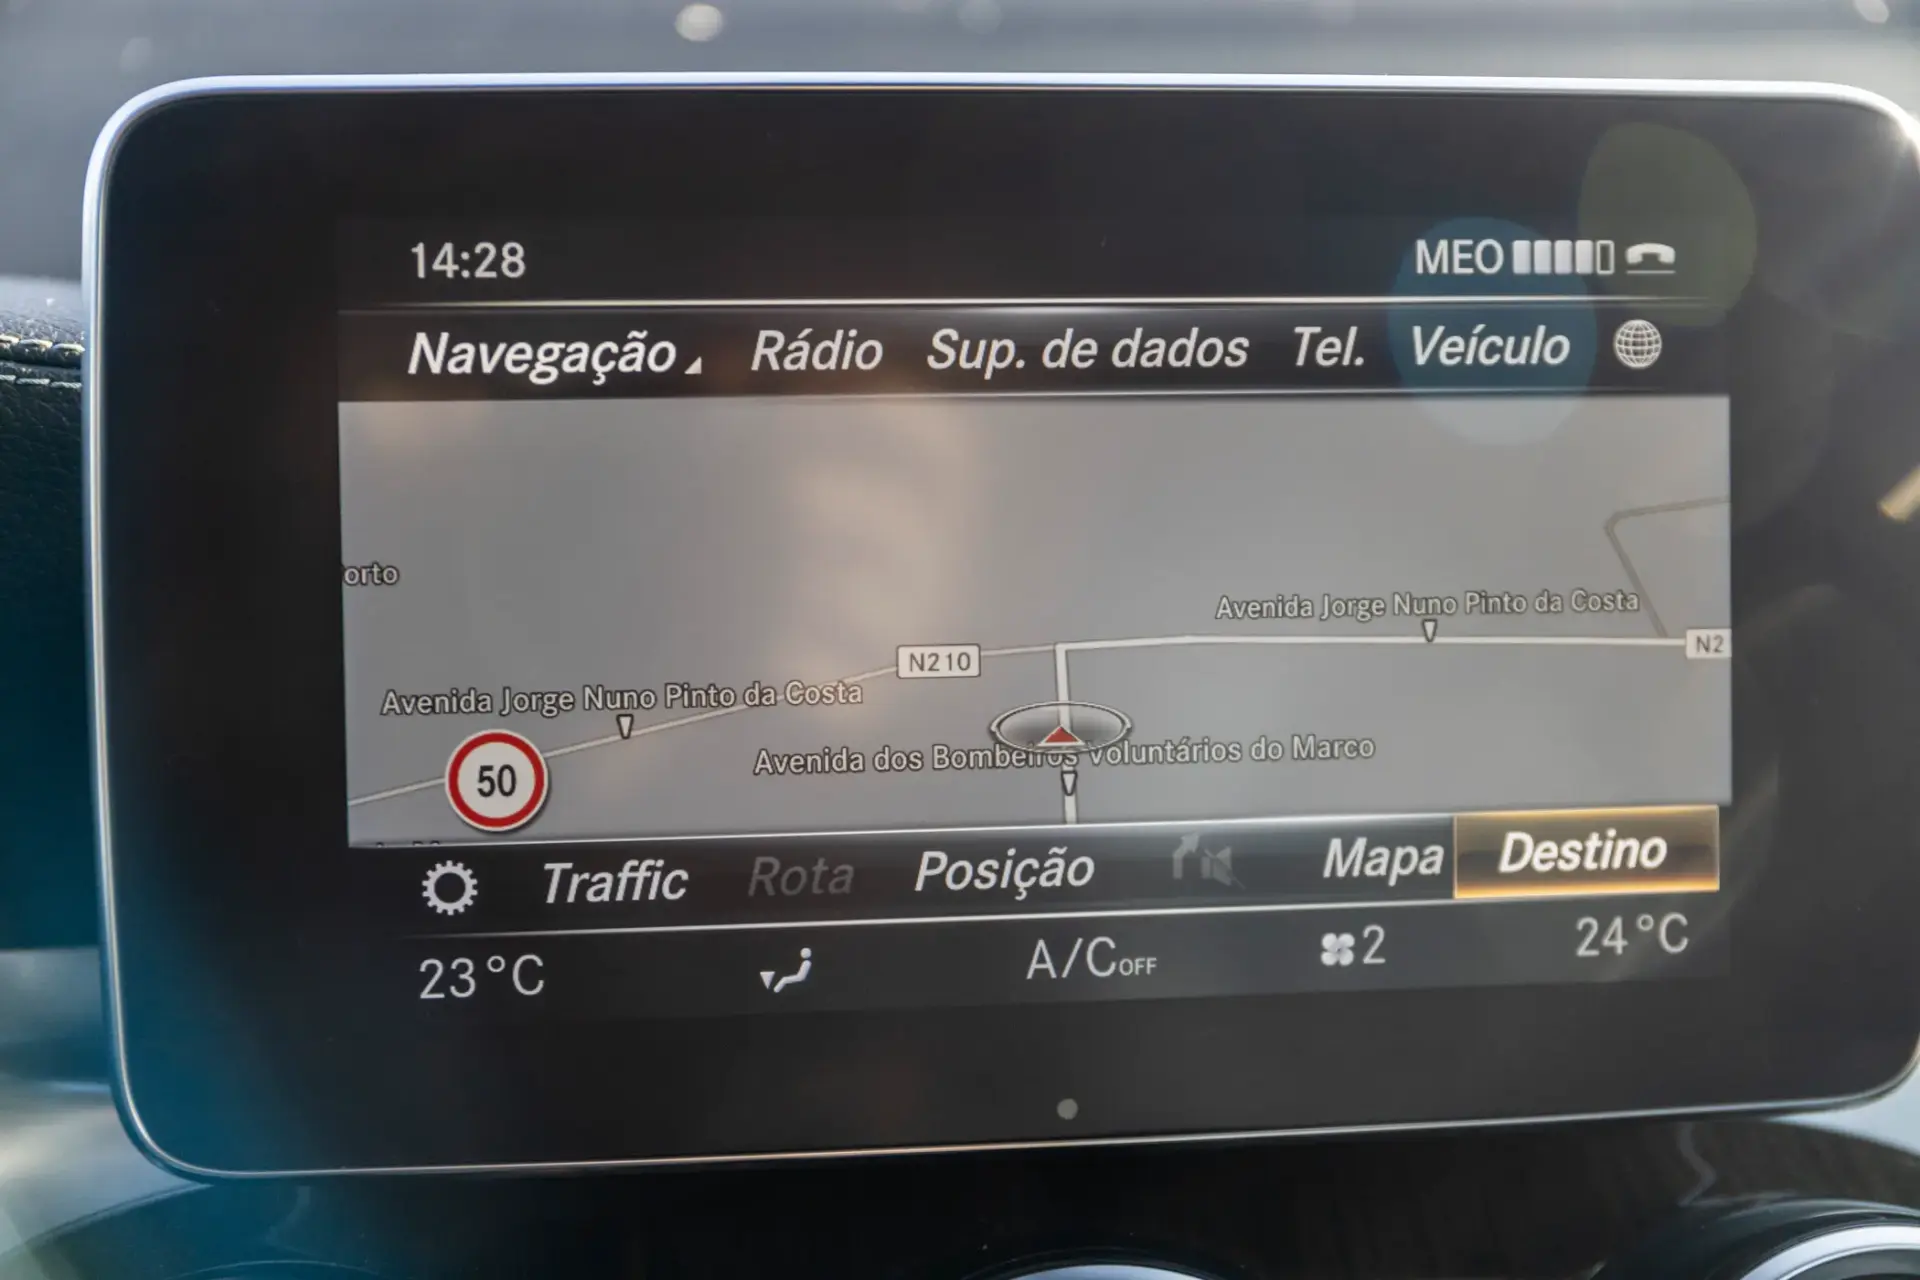 14:28 MEO
Navegação Rádio Sup. de dados Tel. Veículo
orto
Avenida Jorge Nuno Pinto da Costa
N210 N2
Avenida Jorge Nuno Pinto da Costa
Avenida dos Bombeiros Voluntários do Marco
50
Traffic Rota Posição Mapa Destino
23°C A/C OFF 2 24°C